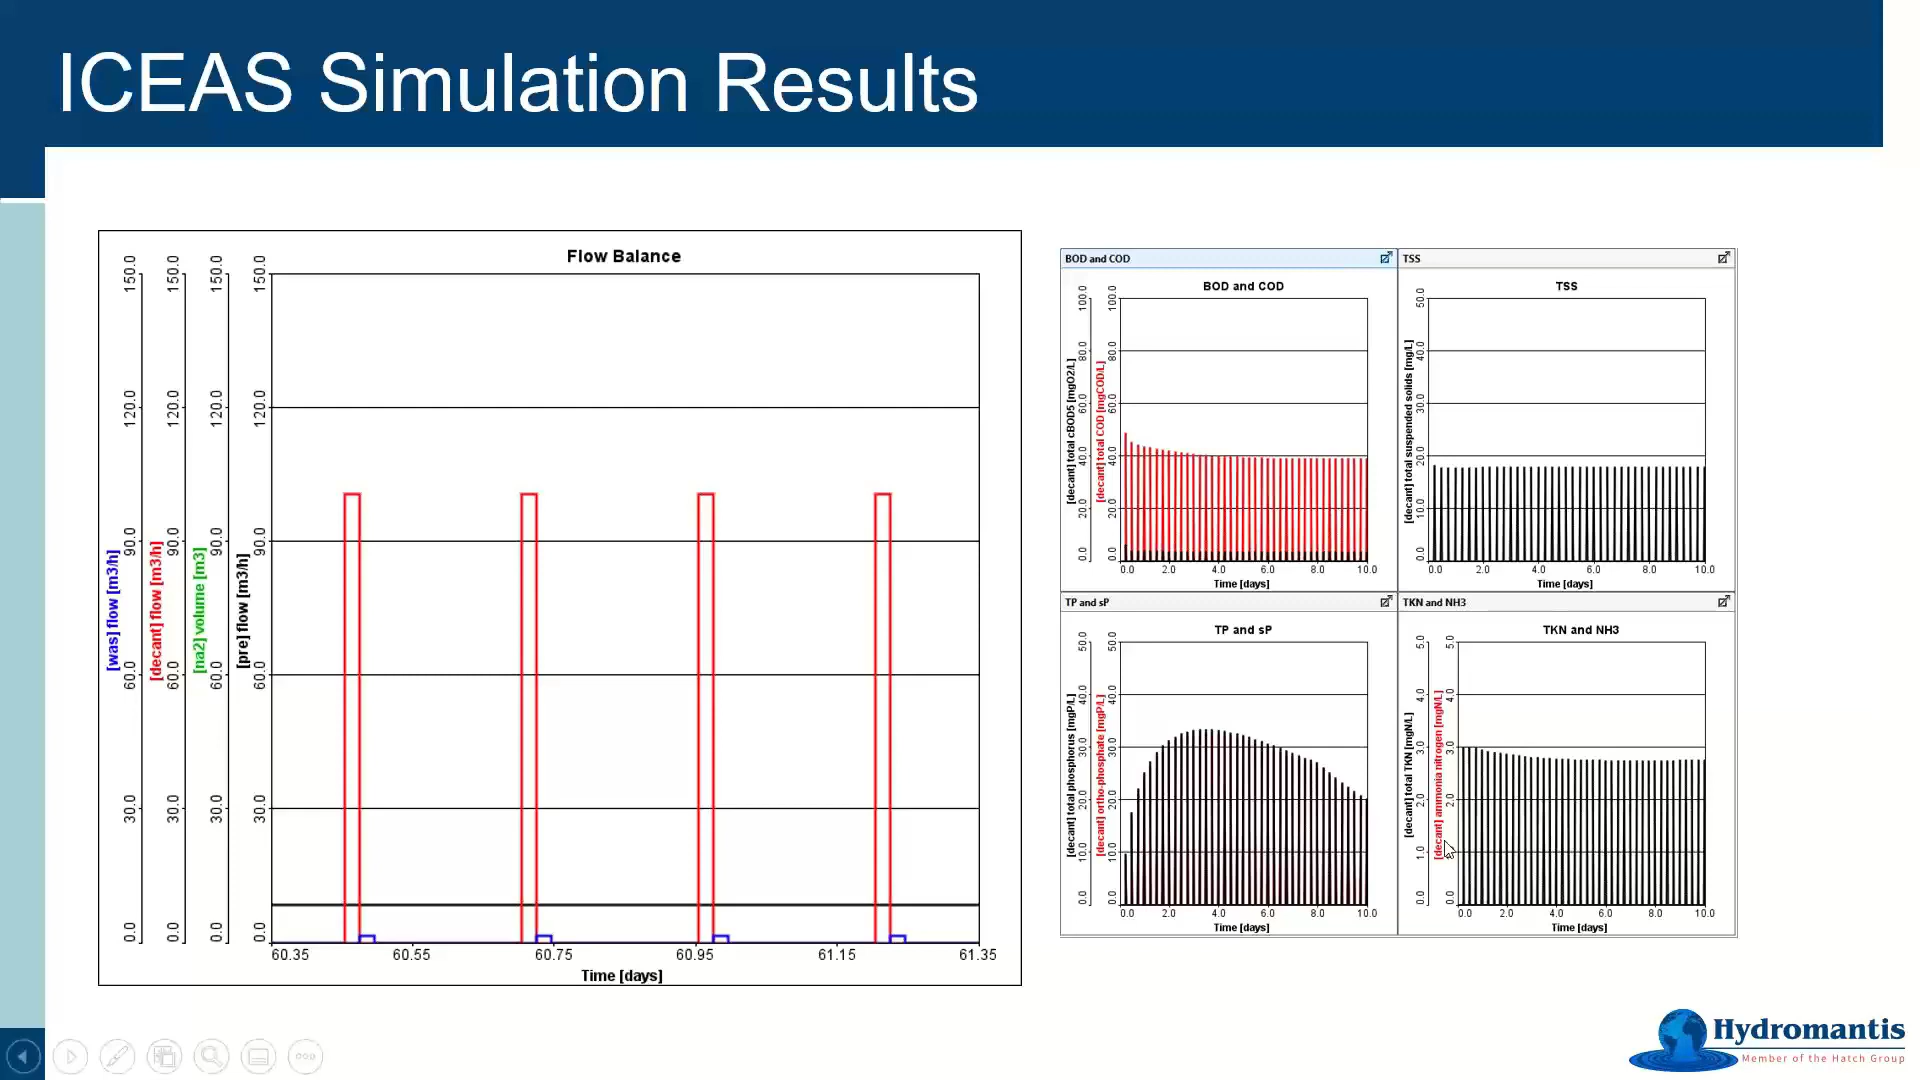 ICEAS Simulation Results
Flow Balance
[was] flow [m3/h]
0.0 30.0 60.0 90.0 120.0 150.0
[decant] flow [m3/h]
0.0 30.0 60.0 90.0 120.0 150.0
[na2] volume [m3]
0.0 30.0 60.0 90.0 120.0 150.0
[pre] flow [m3/h]
0.0 30.0 60.0 90.0 120.0 150.0
60.35 60.55 60.75 60.95 61.15 61.35
Time [days]
BOD and COD
BOD and COD
[decant] total cBOD5 [mgO2/L]
0.0 20.0 40.0 60.0 80.0 100.0
[decant] total COD [mgCOD/L]
0.0 20.0 40.0 60.0 80.0 100.0
0.0 2.0 4.0 6.0 8.0 10.0
Time [days]
TSS
TSS
[decant] total suspended solids [mg/L]
0.0 10.0 20.0 30.0 40.0 50.0
0.0 2.0 4.0 6.0 8.0 10.0
Time [days]
TP and sP
TP and sP
[decant] total phosphorus [mgP/L]
0.0 10.0 20.0 30.0 40.0 50.0
[decant] ortho-phosphate [mgP/L]
0.0 10.0 20.0 30.0 40.0 50.0
0.0 2.0 4.0 6.0 8.0 10.0
Time [days]
TKN and NH3
TKN and NH3
[decant] total TKN [mgN/L]
0.0 1.0 2.0 3.0 4.0 5.0
[decant] ammonia nitrogen [mgN/L]
0.0 2.0 3.0 4.0 5.0
0.0 2.0 4.0 6.0 8.0 10.0
Time [days]
Hydromantis
Member of the Hatch Group